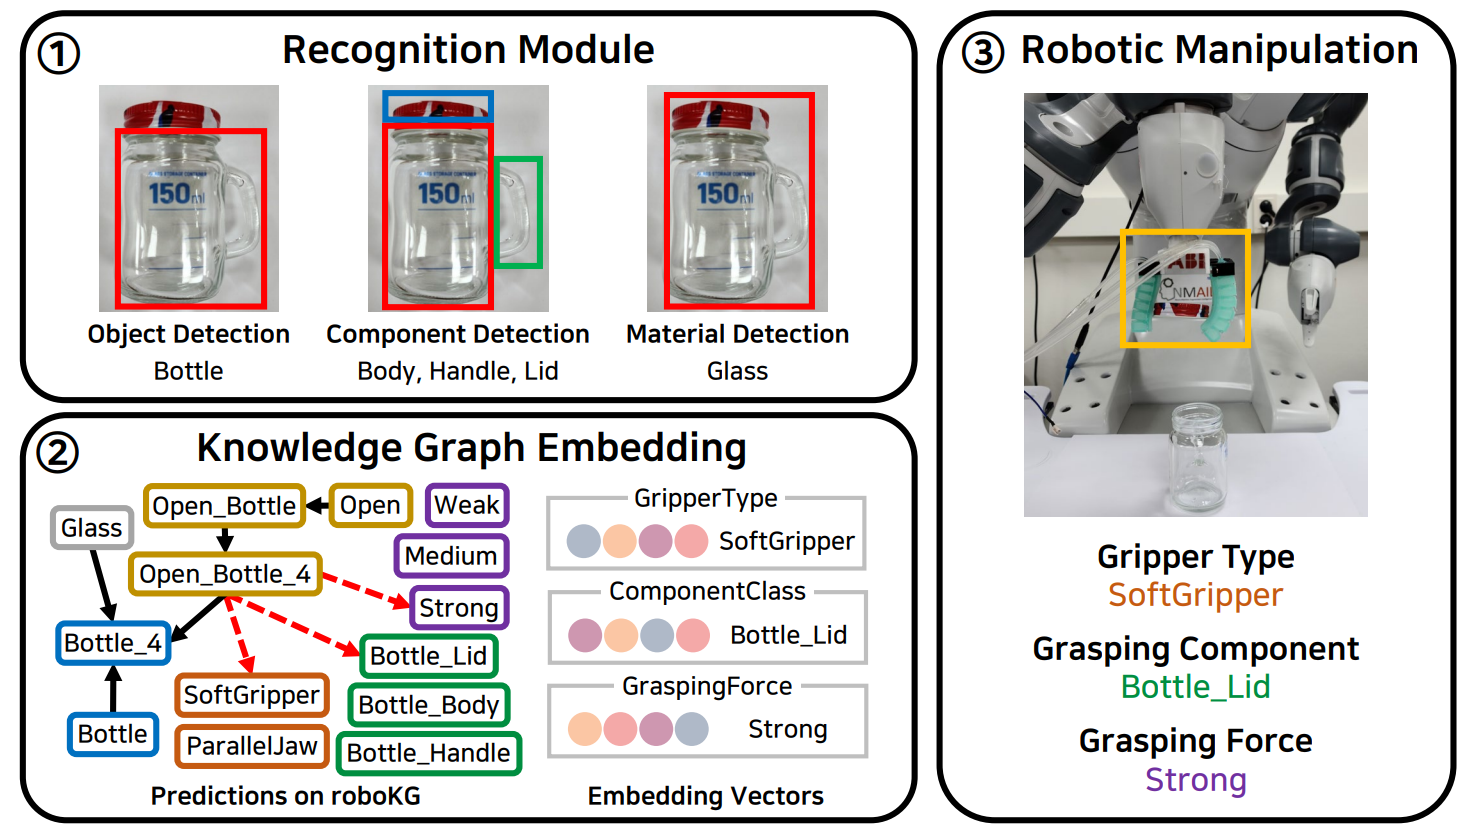 ① Recognition Module
150ml
150ml
150ml
Object Detection
Bottle
Component Detection
Body, Handle, Lid
Material Detection
Glass
② Knowledge Graph Embedding
Open_Bottle
Open
Weak
Glass
Medium
Open_Bottle_4
Strong
Bottle_4
Bottle_Lid
SoftGripper
Bottle_Body
Bottle
ParallelJaw
Bottle_Handle
Predictions on roboKG
GripperType
SoftGripper
ComponentClass
Bottle_Lid
GraspingForce
Strong
Embedding Vectors
③ Robotic Manipulation
Gripper Type
SoftGripper
Grasping Component
Bottle_Lid
Grasping Force
Strong